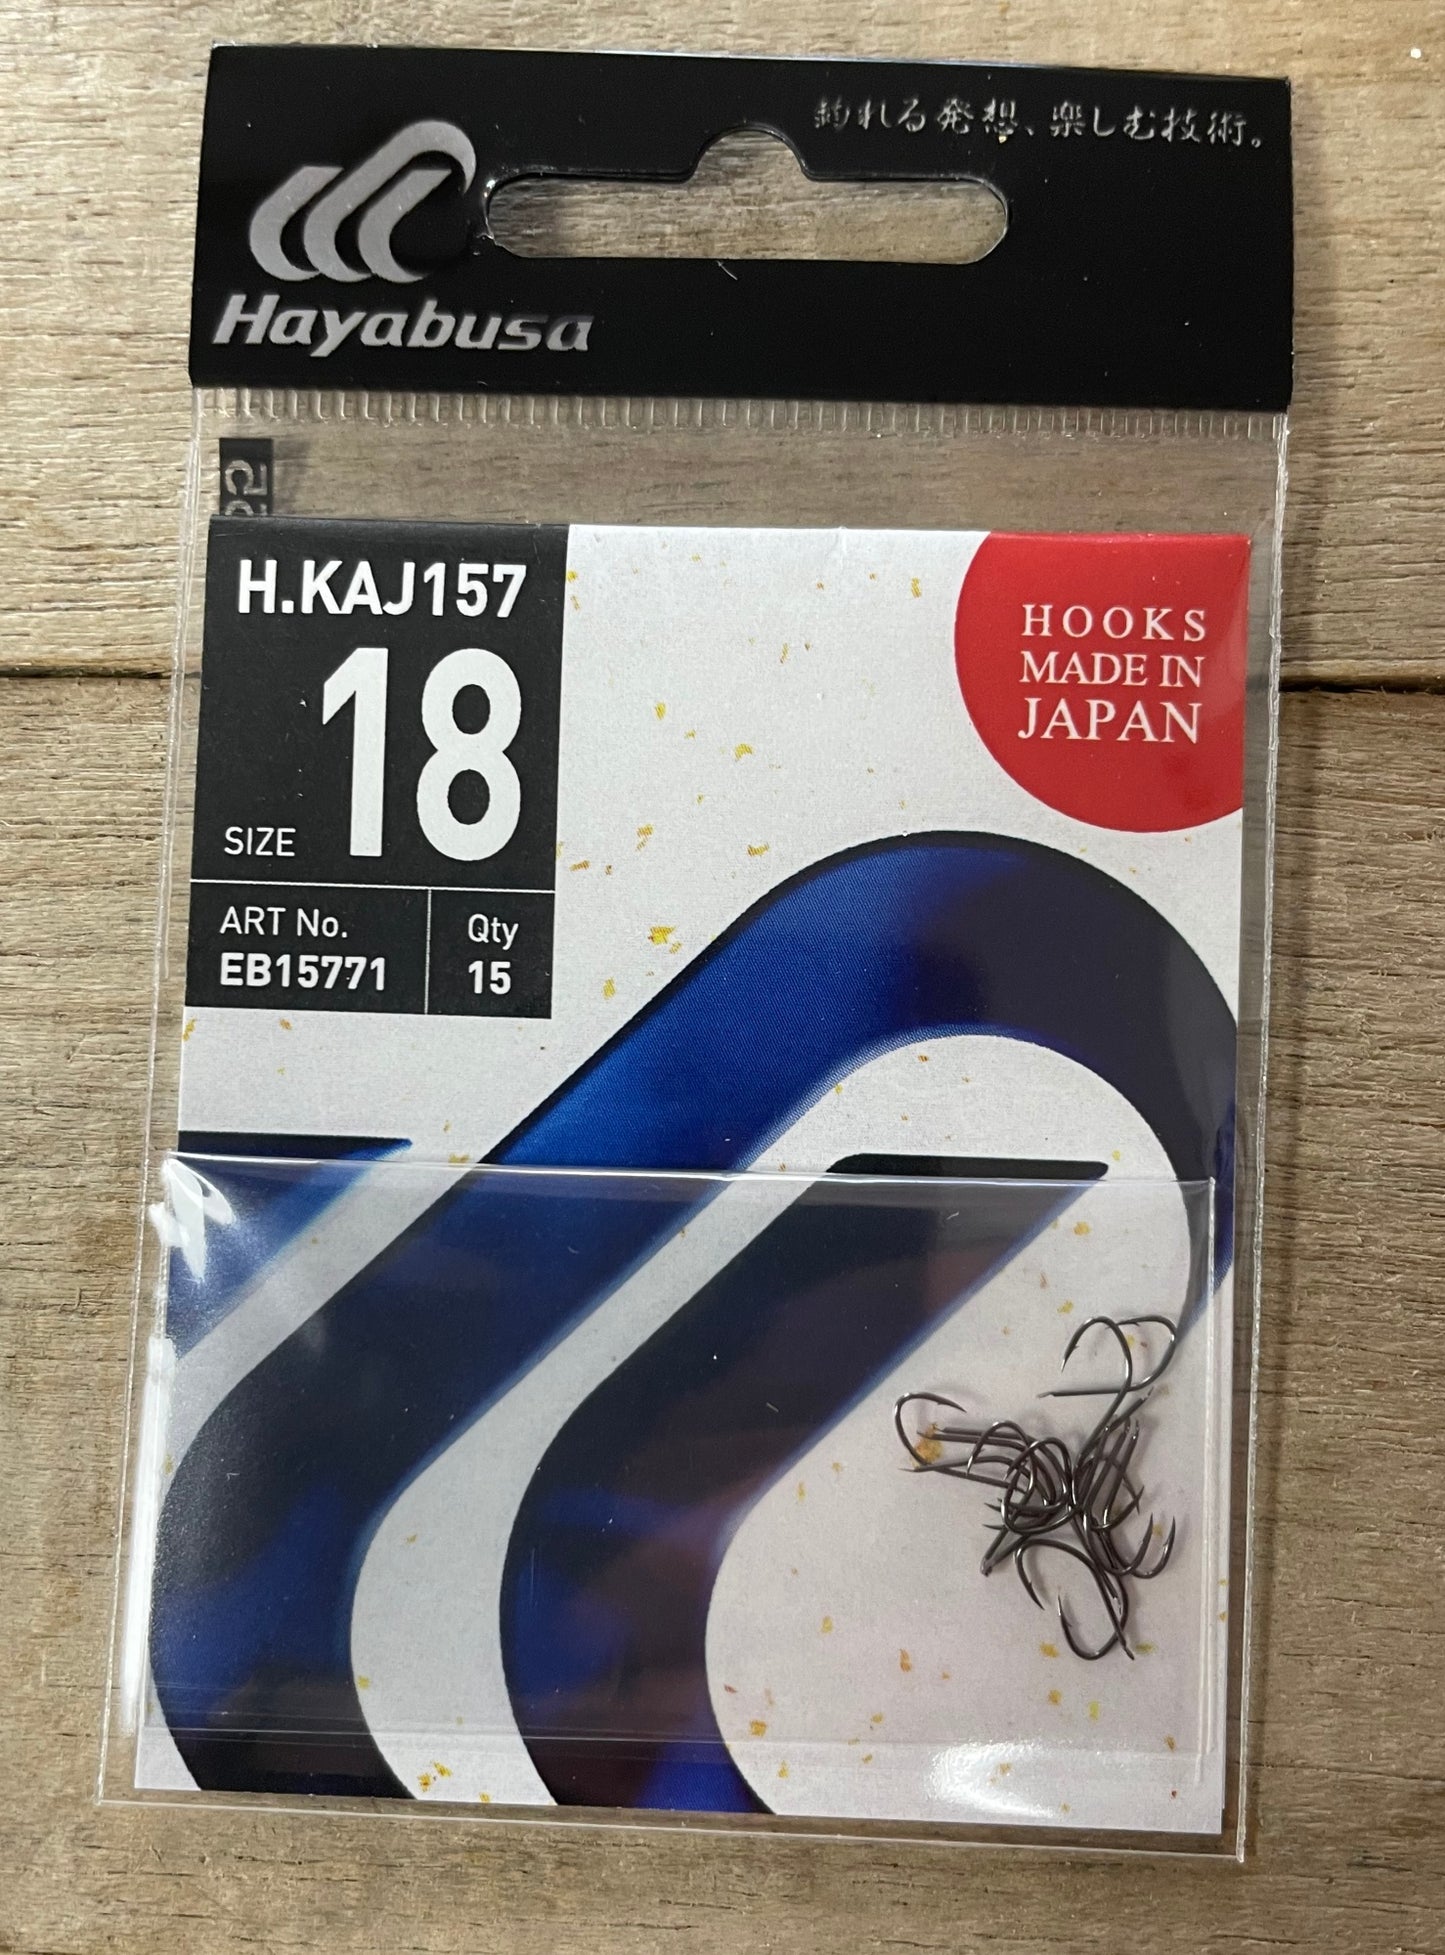 釣れる発想、楽しむ技術。
Hayabusa
H.KAJ157
18
SIZE
ART No.
EB15771
Qty
15
HOOKS
MADE IN
JAPAN